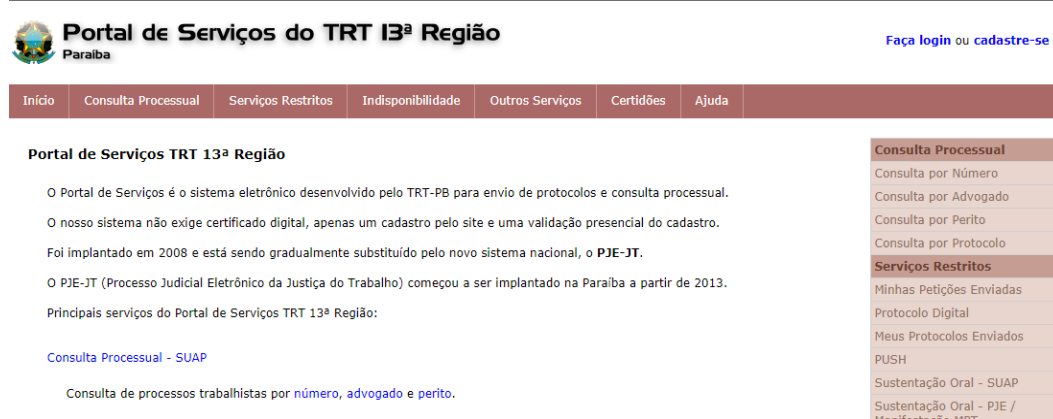 Portal de Serviços do TRT 13ª Região
Paraíba
Faça login ou cadastre-se
Início
Consulta Processual
Serviços Restritos
Indisponibilidade
Outros Serviços
Certidões
Ajuda
Portal de Serviços TRT 13ª Região
O Portal de Serviços é o sistema eletrônico desenvolvido pelo TRT-PB para envio de protocolos e consulta processual.
O nosso sistema não exige certificado digital, apenas um cadastro pelo site e uma validação presencial do cadastro.
Foi implantado em 2008 e está sendo gradualmente substituído pelo novo sistema nacional, o PJE-JT.
O PJE-JT (Processo Judicial Eletrônico da Justiça do Trabalho) começou a ser implantado na Paraíba a partir de 2013.
Principais serviços do Portal de Serviços TRT 13ª Região:
Consulta Processual - SUAP
Consulta de processos trabalhistas por número, advogado e perito.
Consulta Processual
Consulta por Número
Consulta por Advogado
Consulta por Perito
Consulta por Protocolo
Serviços Restritos
Minhas Petições Enviadas
Protocolo Digital
Meus Protocolos Enviados
PUSH
Sustentação Oral - SUAP
Sustentação Oral - PJE /
Manifestação MPT